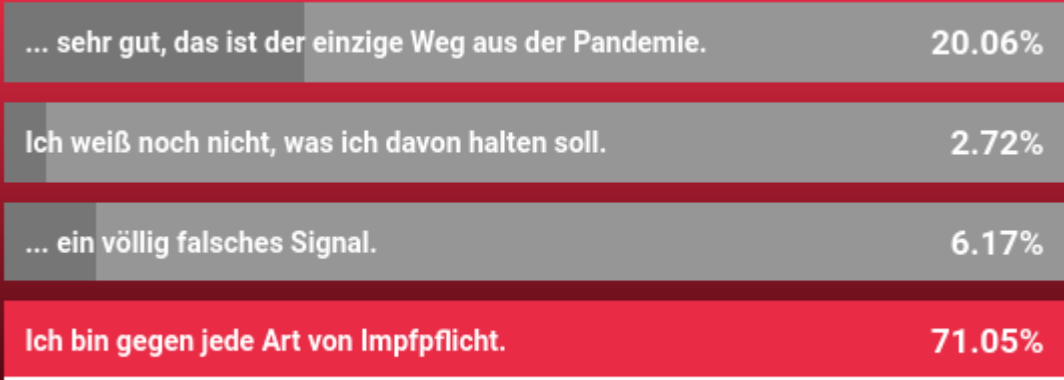 ... sehr gut, das ist der einzige Weg aus der Pandemie. 20.06%
Ich weiß noch nicht, was ich davon halten soll. 2.72%
... ein völlig falsches Signal. 6.17%
Ich bin gegen jede Art von Impfpflicht. 71.05%